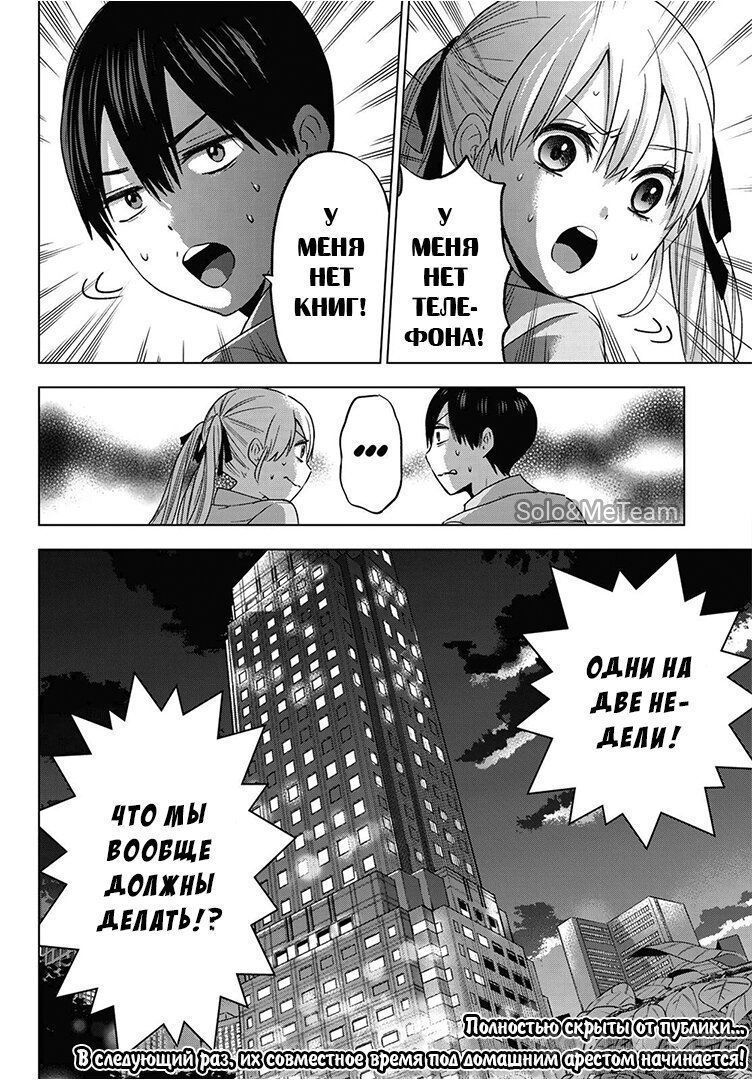 У
МЕНЯ
НЕТ
ТЕЛЕ-
ФОНА!
У
МЕНЯ
НЕТ
КНИГ!
...
Solo&MeTeam
ОДНИ НА
ДВЕ НЕ-
ДЕЛИ!
ЧТО МЫ
ВООБЩЕ
ДОЛЖНЫ
ДЕЛАТЬ!?
Полностью скрыты от публики...
В следующий раз, их совместное время под домашним арестом начинается!